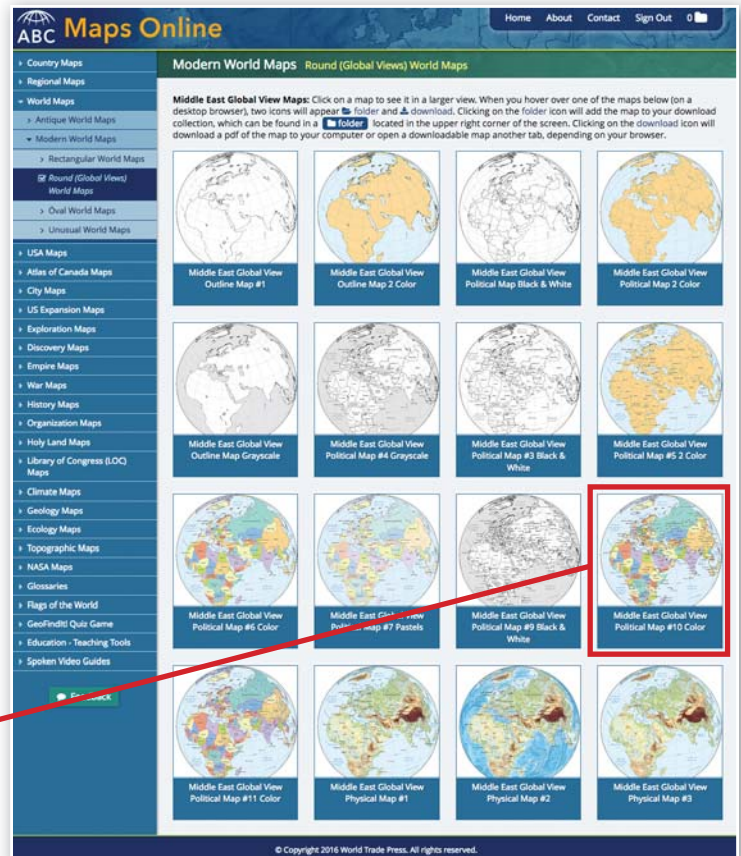 ABC Maps Online
Home About Contact Sign Out 0
Country Maps
Regional Maps
World Maps
Antique World Maps
Modern World Maps
Rectangular World Maps
Round (Global Views)
World Maps
Oval World Maps
Unusual World Maps
USA Maps
Atlas of Canada Maps
City Maps
US Expansion Maps
Exploration Maps
Discovery Maps
Empire Maps
War Maps
History Maps
Organization Maps
Holy Land Maps
Library of Congress (LOC)
Maps
Climate Maps
Geology Maps
Ecology Maps
Topographic Maps
NASA Maps
Glossaries
Flags of the World
GeoFindIt! Quiz Game
Education - Teaching Tools
Spoken Video Guides
Feedback
Modern World Maps Round (Global Views) World Maps
Middle East Global View Maps: Click on a map to see it in a larger view. When you hover over one of the maps below (on a
desktop browser), two icons will appear folder and download. Clicking on the folder icon will add the map to your download
collection, which can be found in a folder located in the upper right corner of the screen. Clicking on the download icon will
download a pdf of the map to your computer or open a downloadable map another tab, depending on your browser.
Middle East Global View
Outline Map #1
Middle East Global View
Outline Map 2 Color
Middle East Global View
Political Map Black & White
Middle East Global View
Political Map 2 Color
Middle East Global View
Outline Map Grayscale
Middle East Global View
Political Map #4 Grayscale
Middle East Global View
Political Map #3 Black &
White
Middle East Global View
Political Map #5 2 Color
Middle East Global View
Political Map #6 Color
Middle East Global View
Political Map #7 Pastels
Middle East Global View
Political Map #9 Black &
White
Middle East Global View
Political Map #10 Color
Middle East Global View
Political Map #11 Color
Middle East Global View
Physical Map #1
Middle East Global View
Physical Map #2
Middle East Global View
Physical Map #3
© Copyright 2016 World Trade Press. All rights reserved.